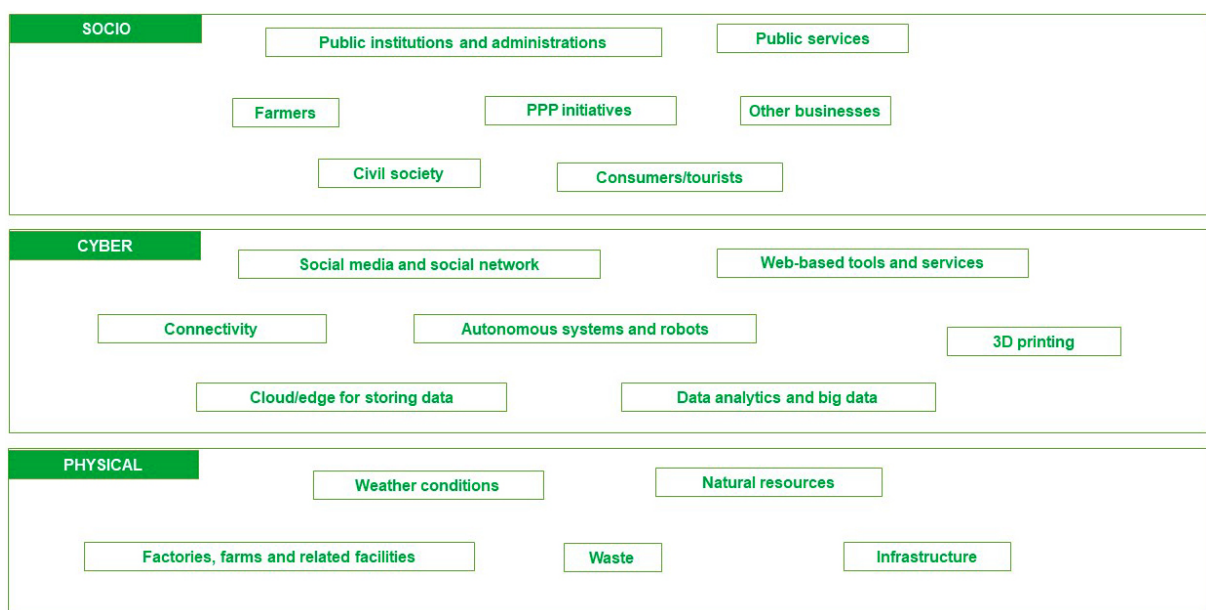 SOCIO
Public institutions and administrations
Public services
Farmers
PPP initiatives
Other businesses
Civil society
Consumers/tourists
CYBER
Social media and social network
Web-based tools and services
Connectivity
Autonomous systems and robots
3D printing
Cloud/edge for storing data
Data analytics and big data
PHYSICAL
Weather conditions
Natural resources
Factories, farms and related facilities
Waste
Infrastructure